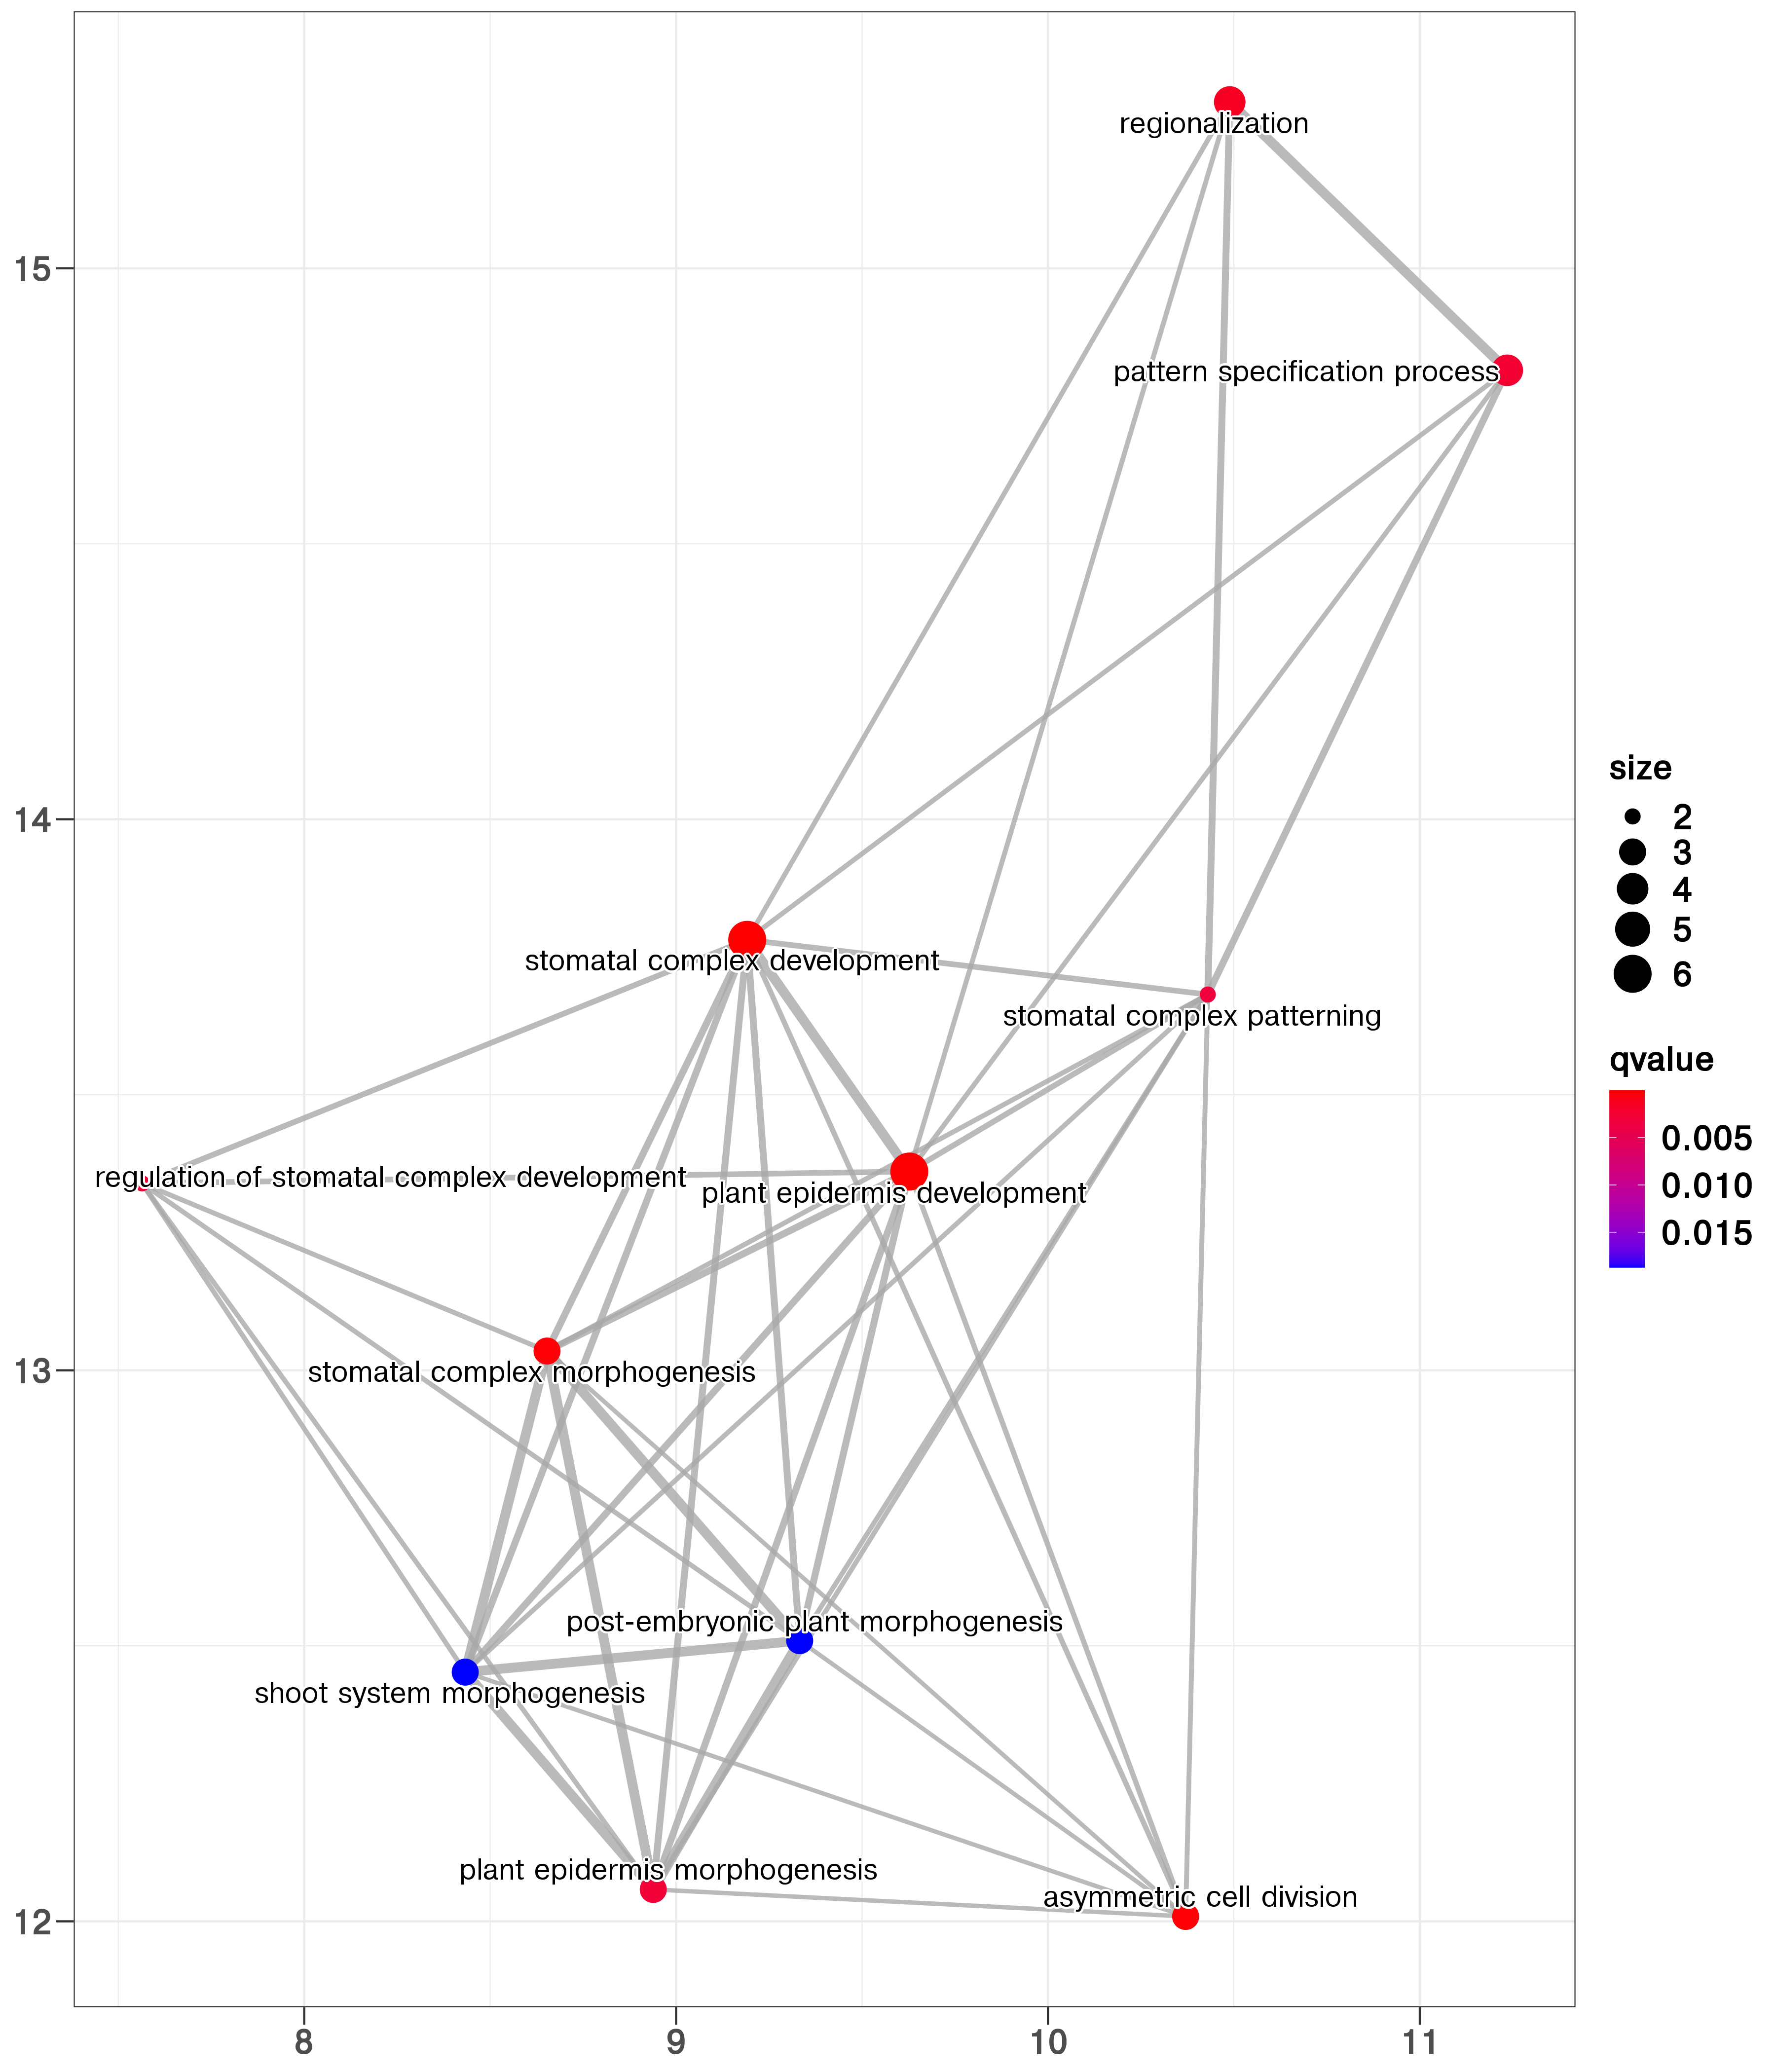 regionalization
15
pattern specification process
size
2
14
3
4
5
6
stomatal complex development
stomatal complex patterning
qvalue
0.005
0.010
0.015
regulation of stomatal complex development
plant epidermis development
13
stomatal complex morphogenesis
post-embryonic plant morphogenesis
shoot system morphogenesis
plant epidermis morphogenesis
asymmetric cell division
12
8
9
10
11